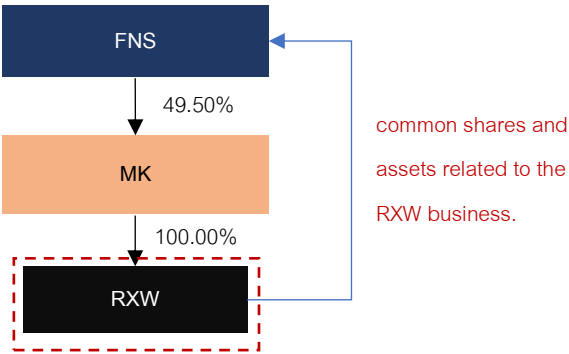 FNS
49.50%
common shares and
MK
assets related to the
RXW business.
100.00%
RXW